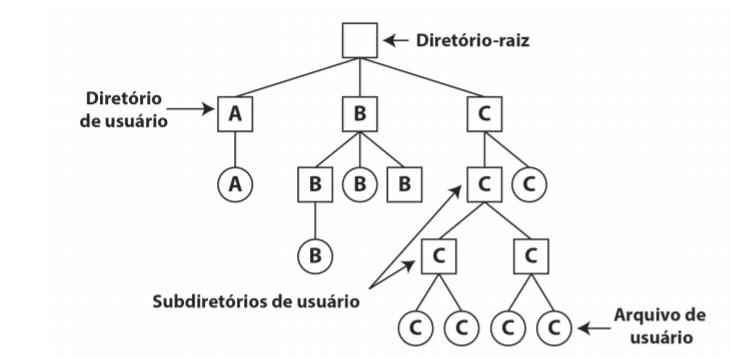 Diretório-raiz
Diretório
de usuário
A B C
A B B B C C
B C C
Subdiretórios de usuário
C C C C
Arquivo de
usuário